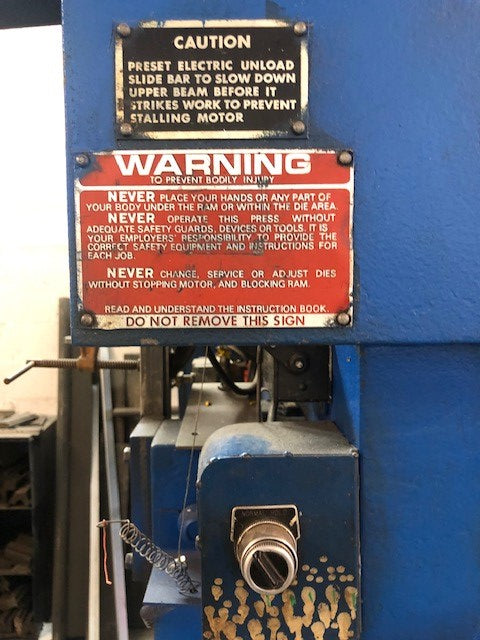 CAUTION
PRESET ELECTRIC UNLOAD
SLIDE BAR TO SLOW DOWN
UPPER BEAM BEFORE IT
STRIKES WORK TO PREVENT
STALLING MOTOR
WARNING
TO PREVENT BODILY INJURY
NEVER PLACE YOUR HANDS OR ANY PART OF
YOUR BODY UNDER THE RAM OR WITHIN THE DIE AREA.
NEVER OPERATE THIS PRESS WITHOUT
ADEQUATE SAFETY GUARDS, DEVICES OR TOOLS. IT IS
YOUR EMPLOYERS' RESPONSIBILITY TO PROVIDE THE
CORRECT SAFETY EQUIPMENT AND INSTRUCTIONS FOR
EACH JOB.
NEVER CHANGE, SERVICE OR ADJUST DIES
WITHOUT STOPPING MOTOR, AND BLOCKING RAM.
READ AND UNDERSTAND THE INSTRUCTION BOOK.
DO NOT REMOVE THIS SIGN